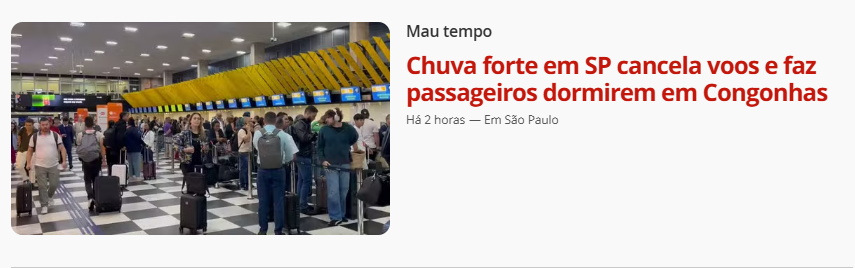 Mau tempo
Chuva forte em SP cancela voos e faz
passageiros dormirem em Congonhas
Há 2 horas — Em São Paulo